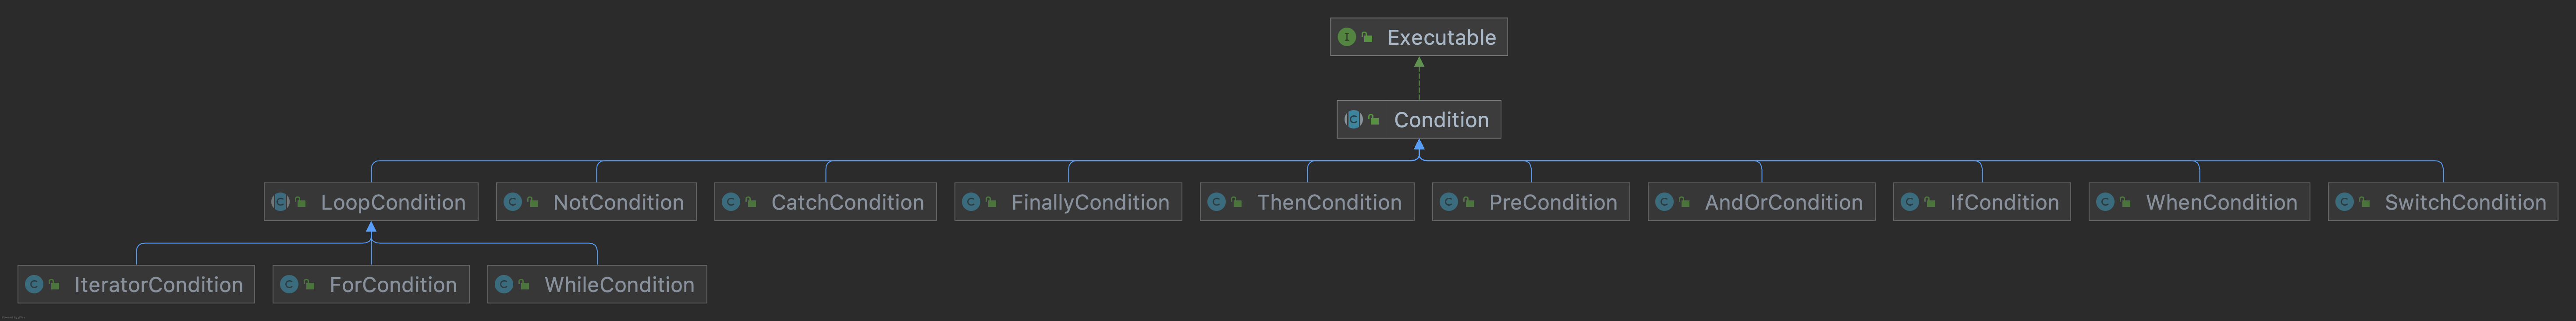 Executable
Condition
LoopCondition
NotCondition
CatchCondition
FinallyCondition
ThenCondition
PreCondition
AndOrCondition
IfCondition
WhenCondition
SwitchCondition
IteratorCondition
ForCondition
WhileCondition